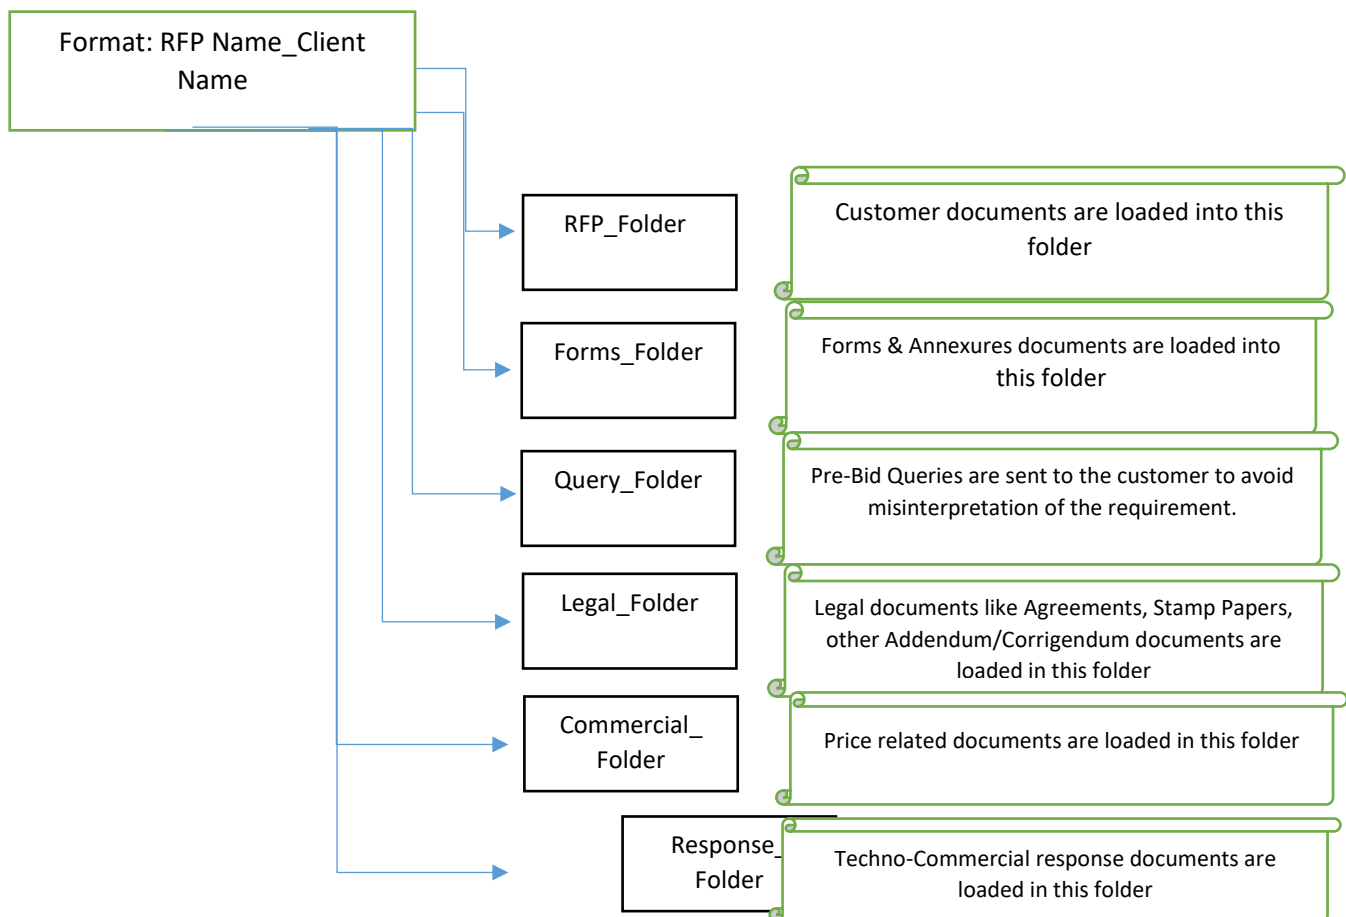 Format: RFP Name_Client
Name
RFP_Folder
Customer documents are loaded into this
folder
Forms_Folder
Forms & Annexures documents are loaded into
this folder
Query_Folder
Pre-Bid Queries are sent to the customer to avoid
misinterpretation of the requirement.
Legal_Folder
Legal documents like Agreements, Stamp Papers,
other Addendum/Corrigendum documents are
loaded in this folder
Commercial_
Folder
Price related documents are loaded in this folder
Response_
Folder
Techno-Commercial response documents are
loaded in this folder